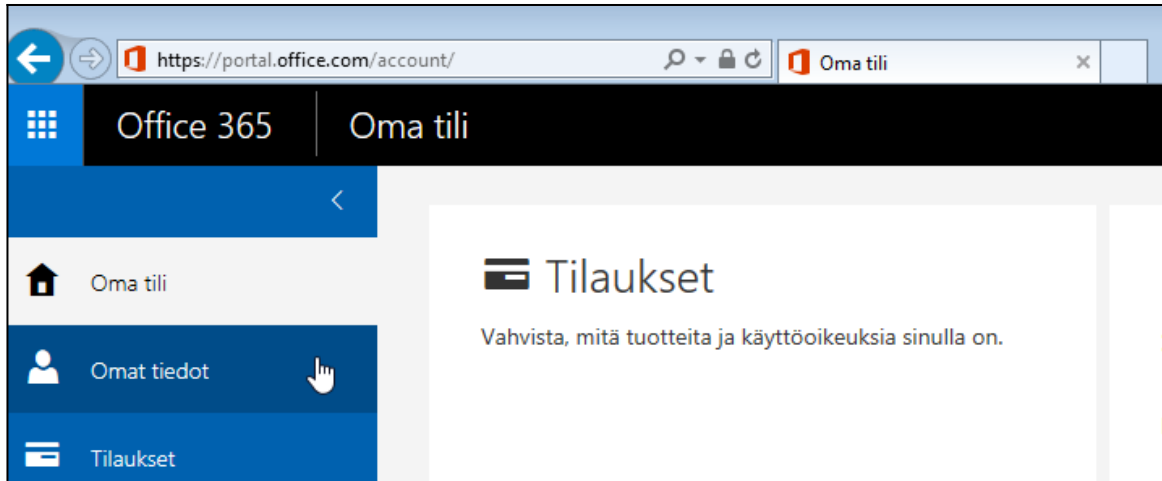 https://portal.office.com/account/
Oma tili
Office 365
Oma tili
Oma tili
Omat tiedot
Tilaukset
Tilaukset
Vahvista, mitä tuotteita ja käyttöoikeuksia sinulla on.